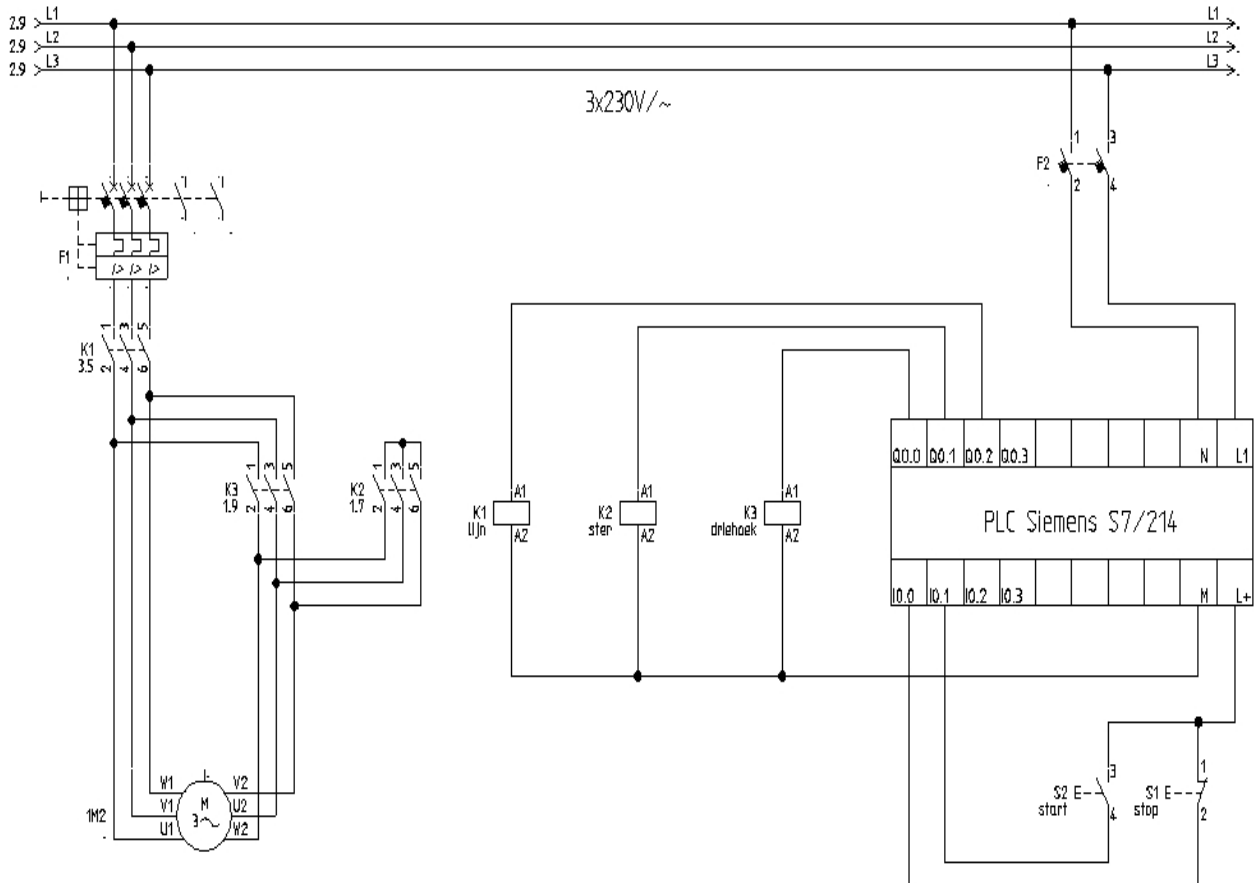 2.9 L1 L1
2.9 L2 L2
2.9 L3 L3
3x230V/~
1 3
F2
2 4
F1
I> I> I>
1 3 5
K1
3.5
2 4 6
1 3 5
K3
1.9
2 4 6
1 3 5
K2
1.7
2 4 6
Q0.0 Q0.1 Q0.2 Q0.3 N L1
A1 A1 A1
K1
lijn
K2
ster
K3
driehoek
A2 A2 A2
PLC Siemens S7/214
I0.0 I0.1 I0.2 I0.3 M L+
W1 V2
V1 M U2
3~
U1 W2
1M2
3 1
S2 E
start
S1 E
stop
4 2